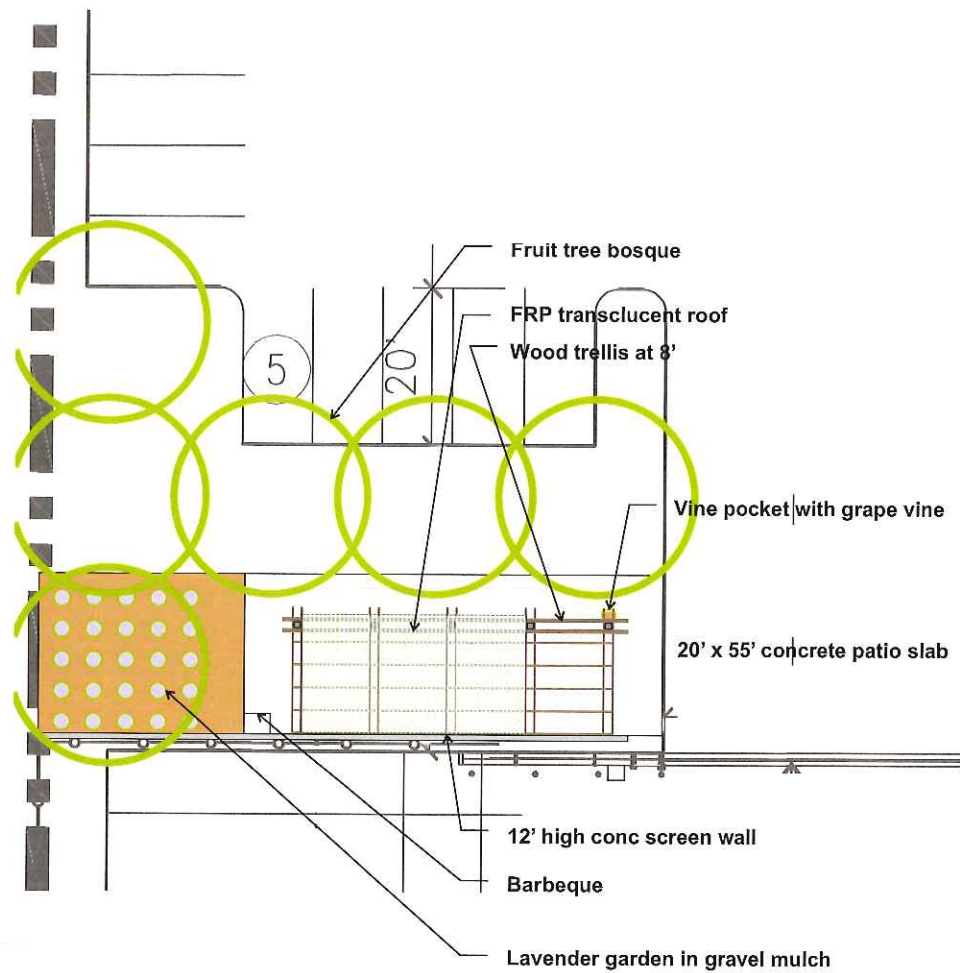 Fruit tree bosque
FRP translucent roof
Wood trellis at 8'
5
20'
Vine pocket with grape vine
20' x 55' concrete patio slab
12' high conc screen wall
Barbeque
Lavender garden in gravel mulch